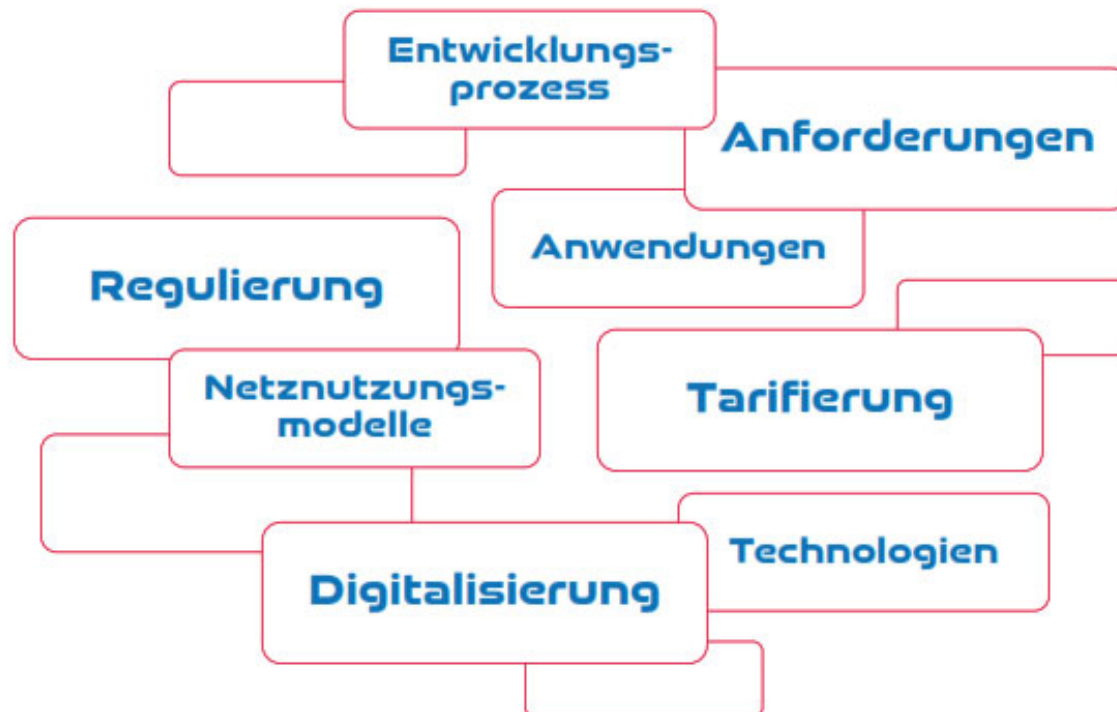 Entwicklungs-
prozess
Anforderungen
Anwendungen
Regulierung
Netznutzungs-
modelle
Tarifierung
Technologien
Digitalisierung